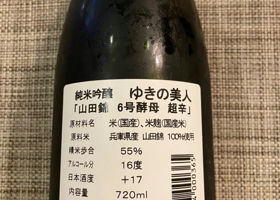 純米吟醸 ゆきの美人
「山田錦 6号酵母 超辛」
原材料名 米(国産)、米麹(国産米)
原料米 兵庫県産 山田錦 100%使用
精米歩合 55%
アルコール分 16度
日本酒度 +17
内容量 720ml